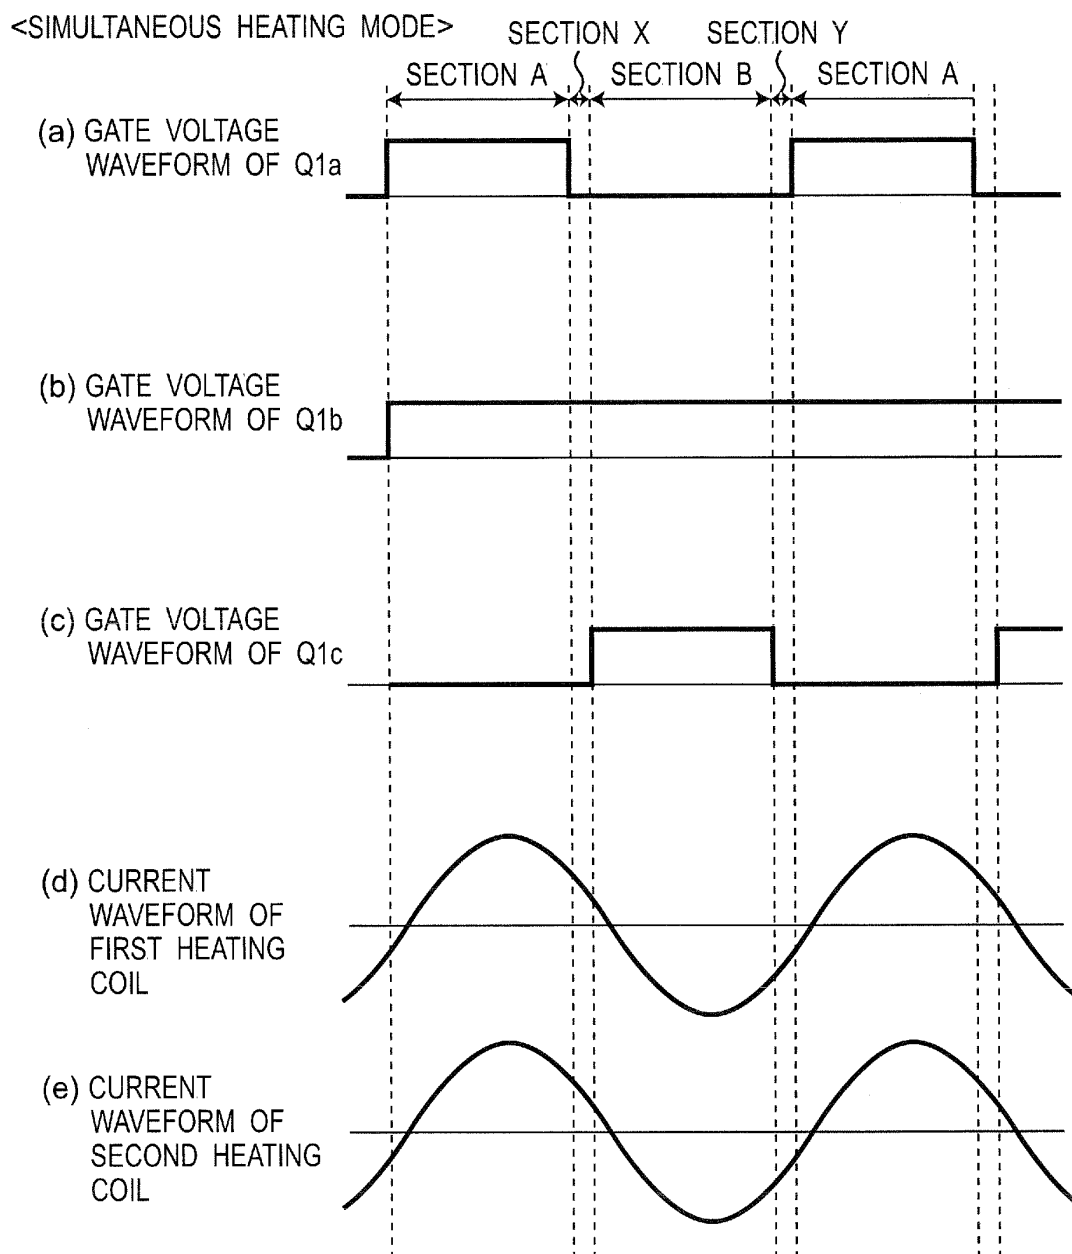 <SIMULTANEOUS HEATING MODE>
SECTION X
SECTION Y
SECTION A
SECTION B
SECTION A
(a) GATE VOLTAGE
WAVEFORM OF Q1a
(b) GATE VOLTAGE
WAVEFORM OF Q1b
(c) GATE VOLTAGE
WAVEFORM OF Q1c
(d) CURRENT
WAVEFORM OF
FIRST HEATING
COIL
(e) CURRENT
WAVEFORM OF
SECOND HEATING
COIL